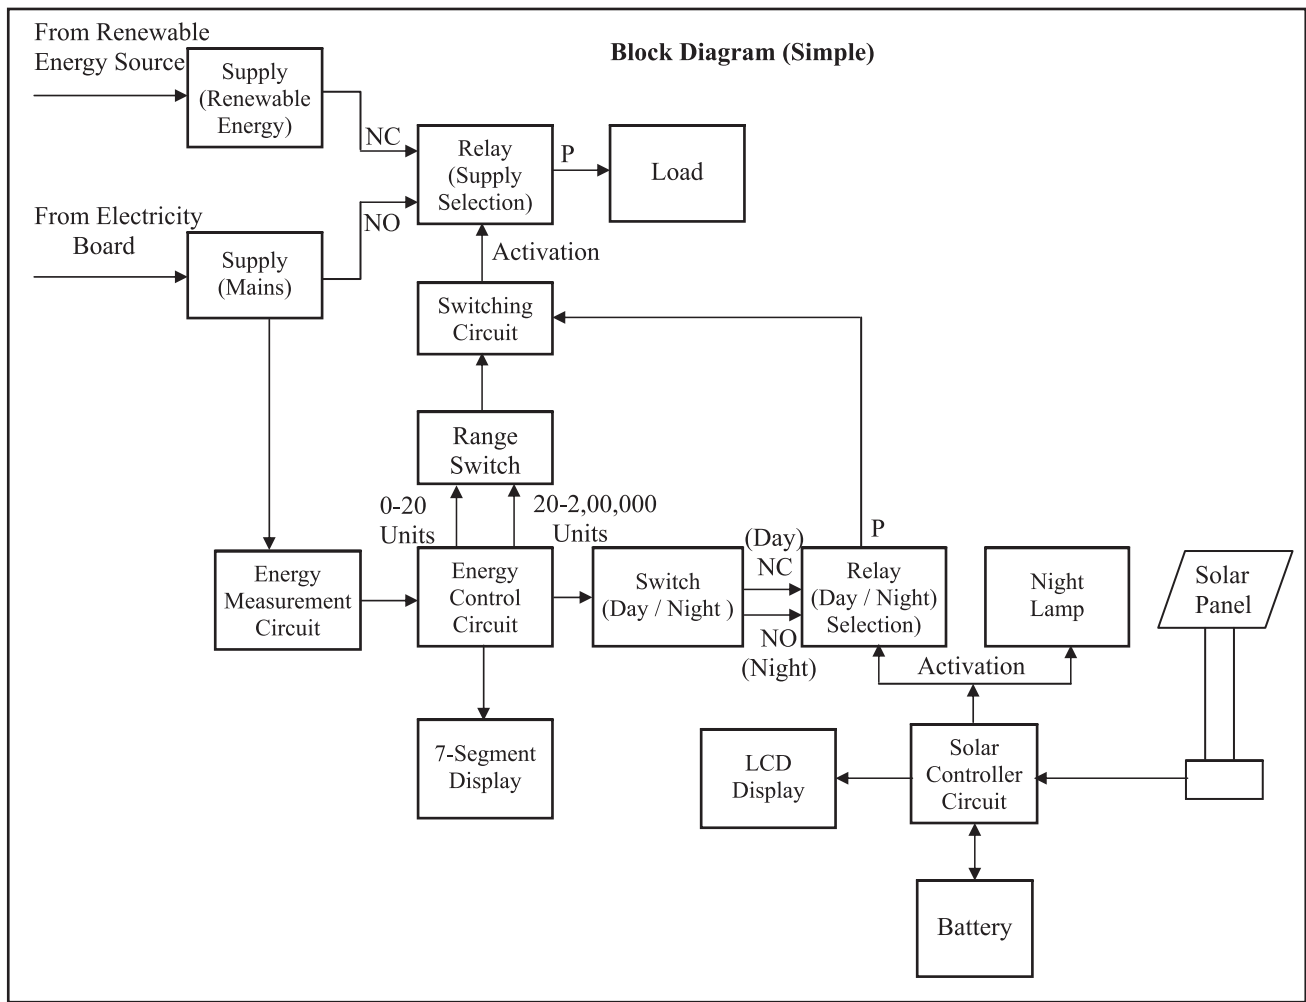 Block Diagram (Simple)
From Renewable
Energy Source
Supply
(Renewable
Energy)
NC
Relay
(Supply
Selection)
P
Load
From Electricity
Board
NO
Supply
(Mains)
Activation
Switching
Circuit
Range
Switch
0-20
Units
20-2,00,000
Units
Energy
Measurement
Circuit
Energy
Control
Circuit
Switch
(Day / Night )
(Day)
NC
NO
(Night)
P
Relay
(Day / Night)
Selection)
Night
Lamp
Solar
Panel
Activation
7-Segment
Display
LCD
Display
Solar
Controller
Circuit
Battery